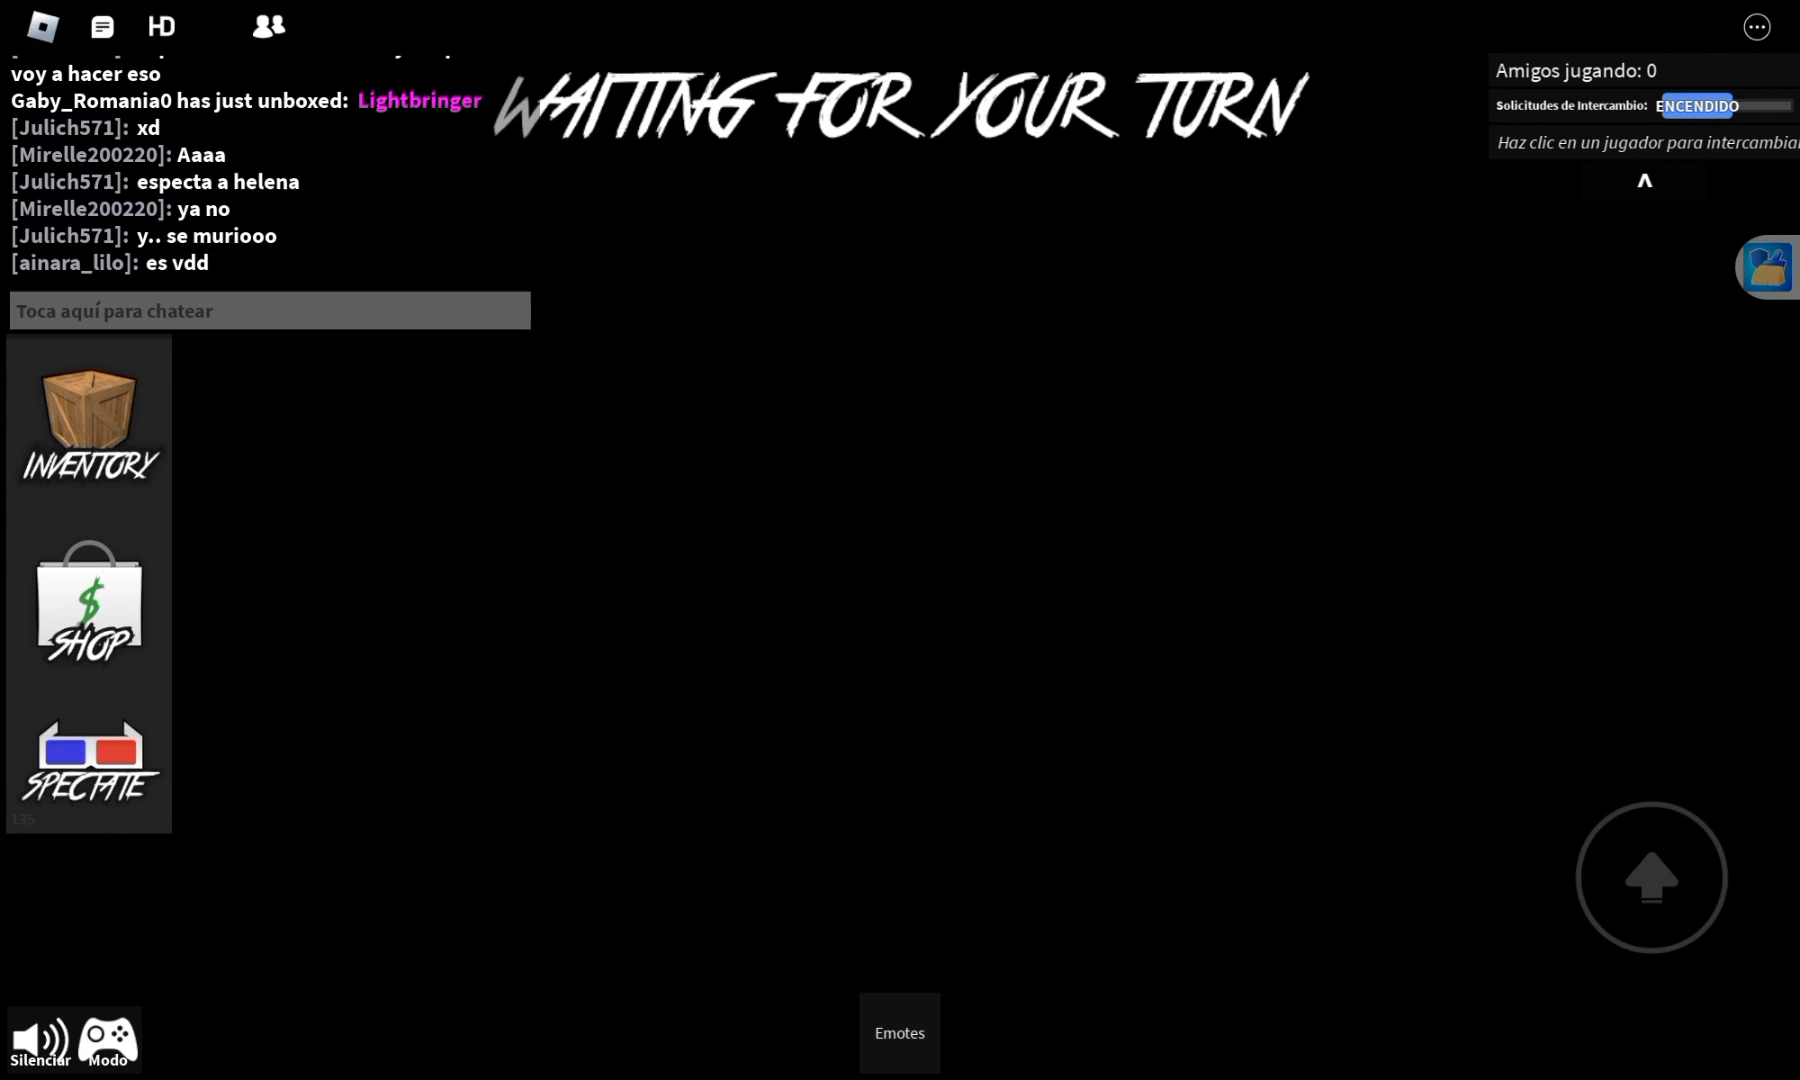 HD
voy a hacer eso
Gaby_Romania0 has just unboxed: Lightbringer
[Julich571]: xd
[Mirelle200220]: Aaaa
[Julich571]: especta a helena
[Mirelle200220]: ya no
[Julich571]: y.. se muriooo
[ainara_lilo]: es vdd
Toca aquí para chatear
WAITING FOR YOUR TURN
Amigos jugando: 0
Solicitudes de Intercambio: ENCENDIDO
Haz clic en un jugador para intercambiar
^
INVENTORY
$
SHOP
SPECTATE
135
Silenciar Modo
Emotes